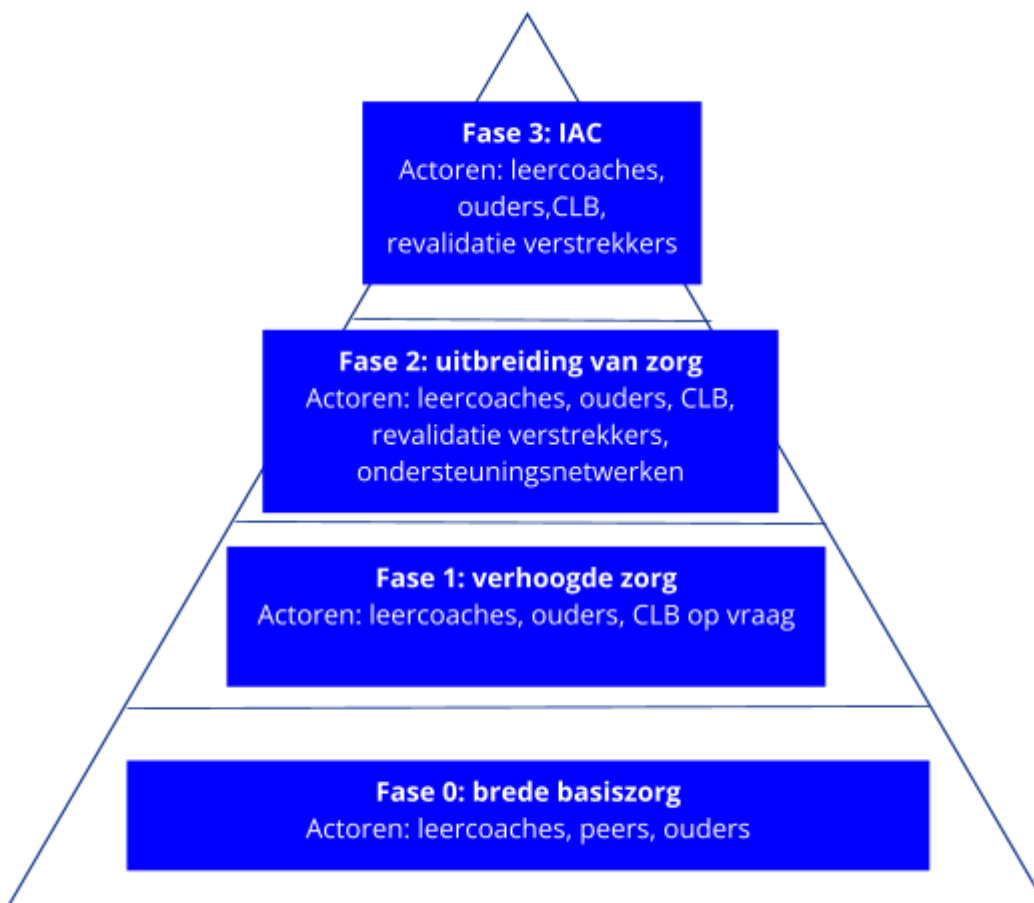 Fase 3: IAC
Actoren: leercoaches,
ouders,CLB,
revalidatie verstrekkers
Fase 2: uitbreiding van zorg
Actoren: leercoaches, ouders, CLB,
revalidatie verstrekkers,
ondersteuningsnetwerken
Fase 1: verhoogde zorg
Actoren: leercoaches, ouders, CLB op vraag
Fase 0: brede basiszorg
Actoren: leercoaches, peers, ouders